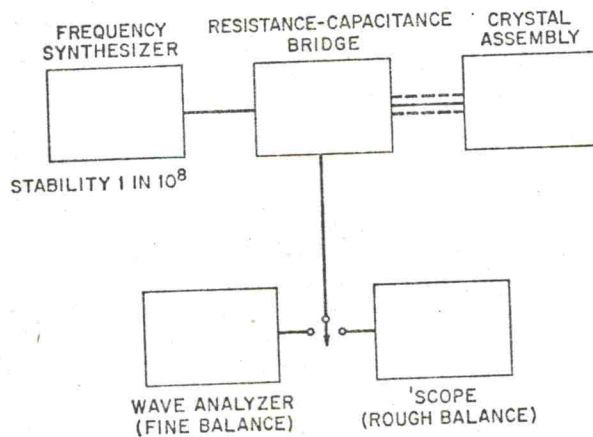 FREQUENCY
SYNTHESIZER
RESISTANCE-CAPACITANCE
BRIDGE
CRYSTAL
ASSEMBLY
STABILITY 1 IN 10⁸
WAVE ANALYZER
(FINE BALANCE)
'SCOPE
(ROUGH BALANCE)